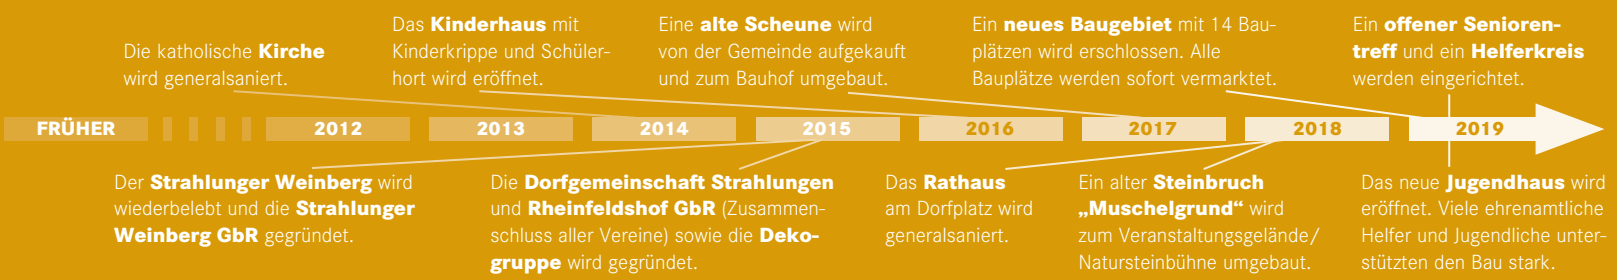 Die katholische Kirche
wird generalsaniert.
Das Kinderhaus mit
Kinderkrippe und Schüler-
hort wird eröffnet.
Eine alte Scheune wird
von der Gemeinde aufgekauft
und zum Bauhof umgebaut.
Ein neues Baugebiet mit 14 Bau-
plätzen wird erschlossen. Alle
Bauplätze werden sofort vermarktet.
Ein offener Senioren-
treff und ein Helferkreis
werden eingerichtet.
FRÜHER 2012 2013 2014 2015 2016 2017 2018 2019
Der Strahlunger Weinberg wird
wiederbelebt und die Strahlunger
Weinberg GbR gegründet.
Die Dorfgemeinschaft Strahlungen
und Rheinfeldshof GbR (Zusammen-
schluss aller Vereine) sowie die Deko-
gruppe wird gegründet.
Das Rathaus
am Dorfplatz wird
generalsaniert.
Ein alter Steinbruch
„Muschelgrund“ wird
zum Veranstaltungsgelände/
Natursteinbühne umgebaut.
Das neue Jugendhaus wird
eröffnet. Viele ehrenamtliche
Helfer und Jugendliche unter-
stützten den Bau stark.